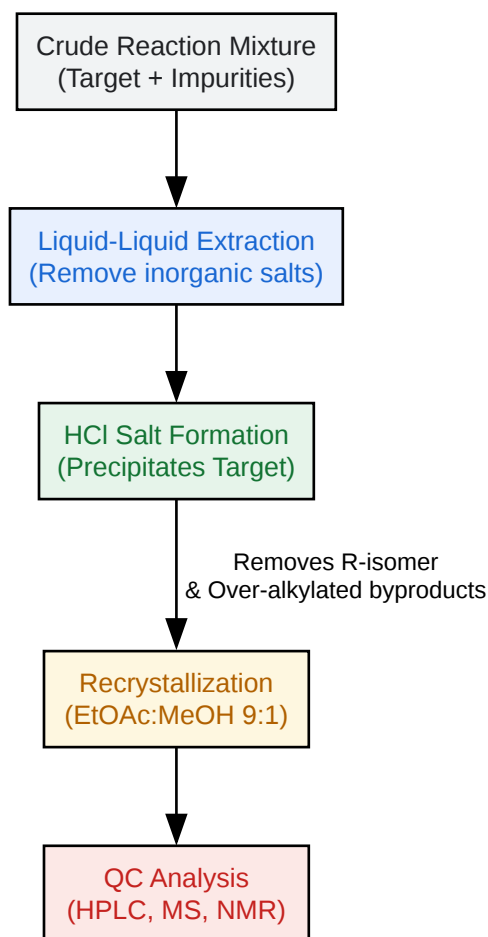 Crude Reaction Mixture
(Target + Impurities)
Liquid-Liquid Extraction
(Remove inorganic salts)
HCl Salt Formation
(Precipitates Target)
Removes R-isomer
& Over-alkylated byproducts
Recrystallization
(EtOAc:MeOH 9:1)
QC Analysis
(HPLC, MS, NMR)